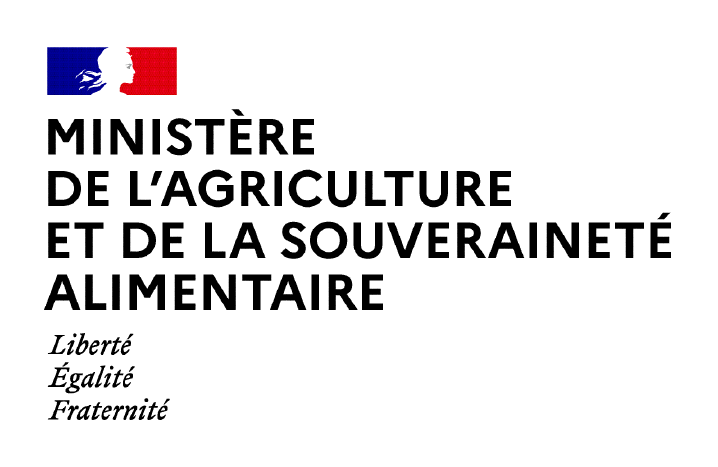 MINISTÈRE
DE L’AGRICULTURE
ET DE LA SOUVERAINETÉ
ALIMENTAIRE
Liberté
Égalité
Fraternité